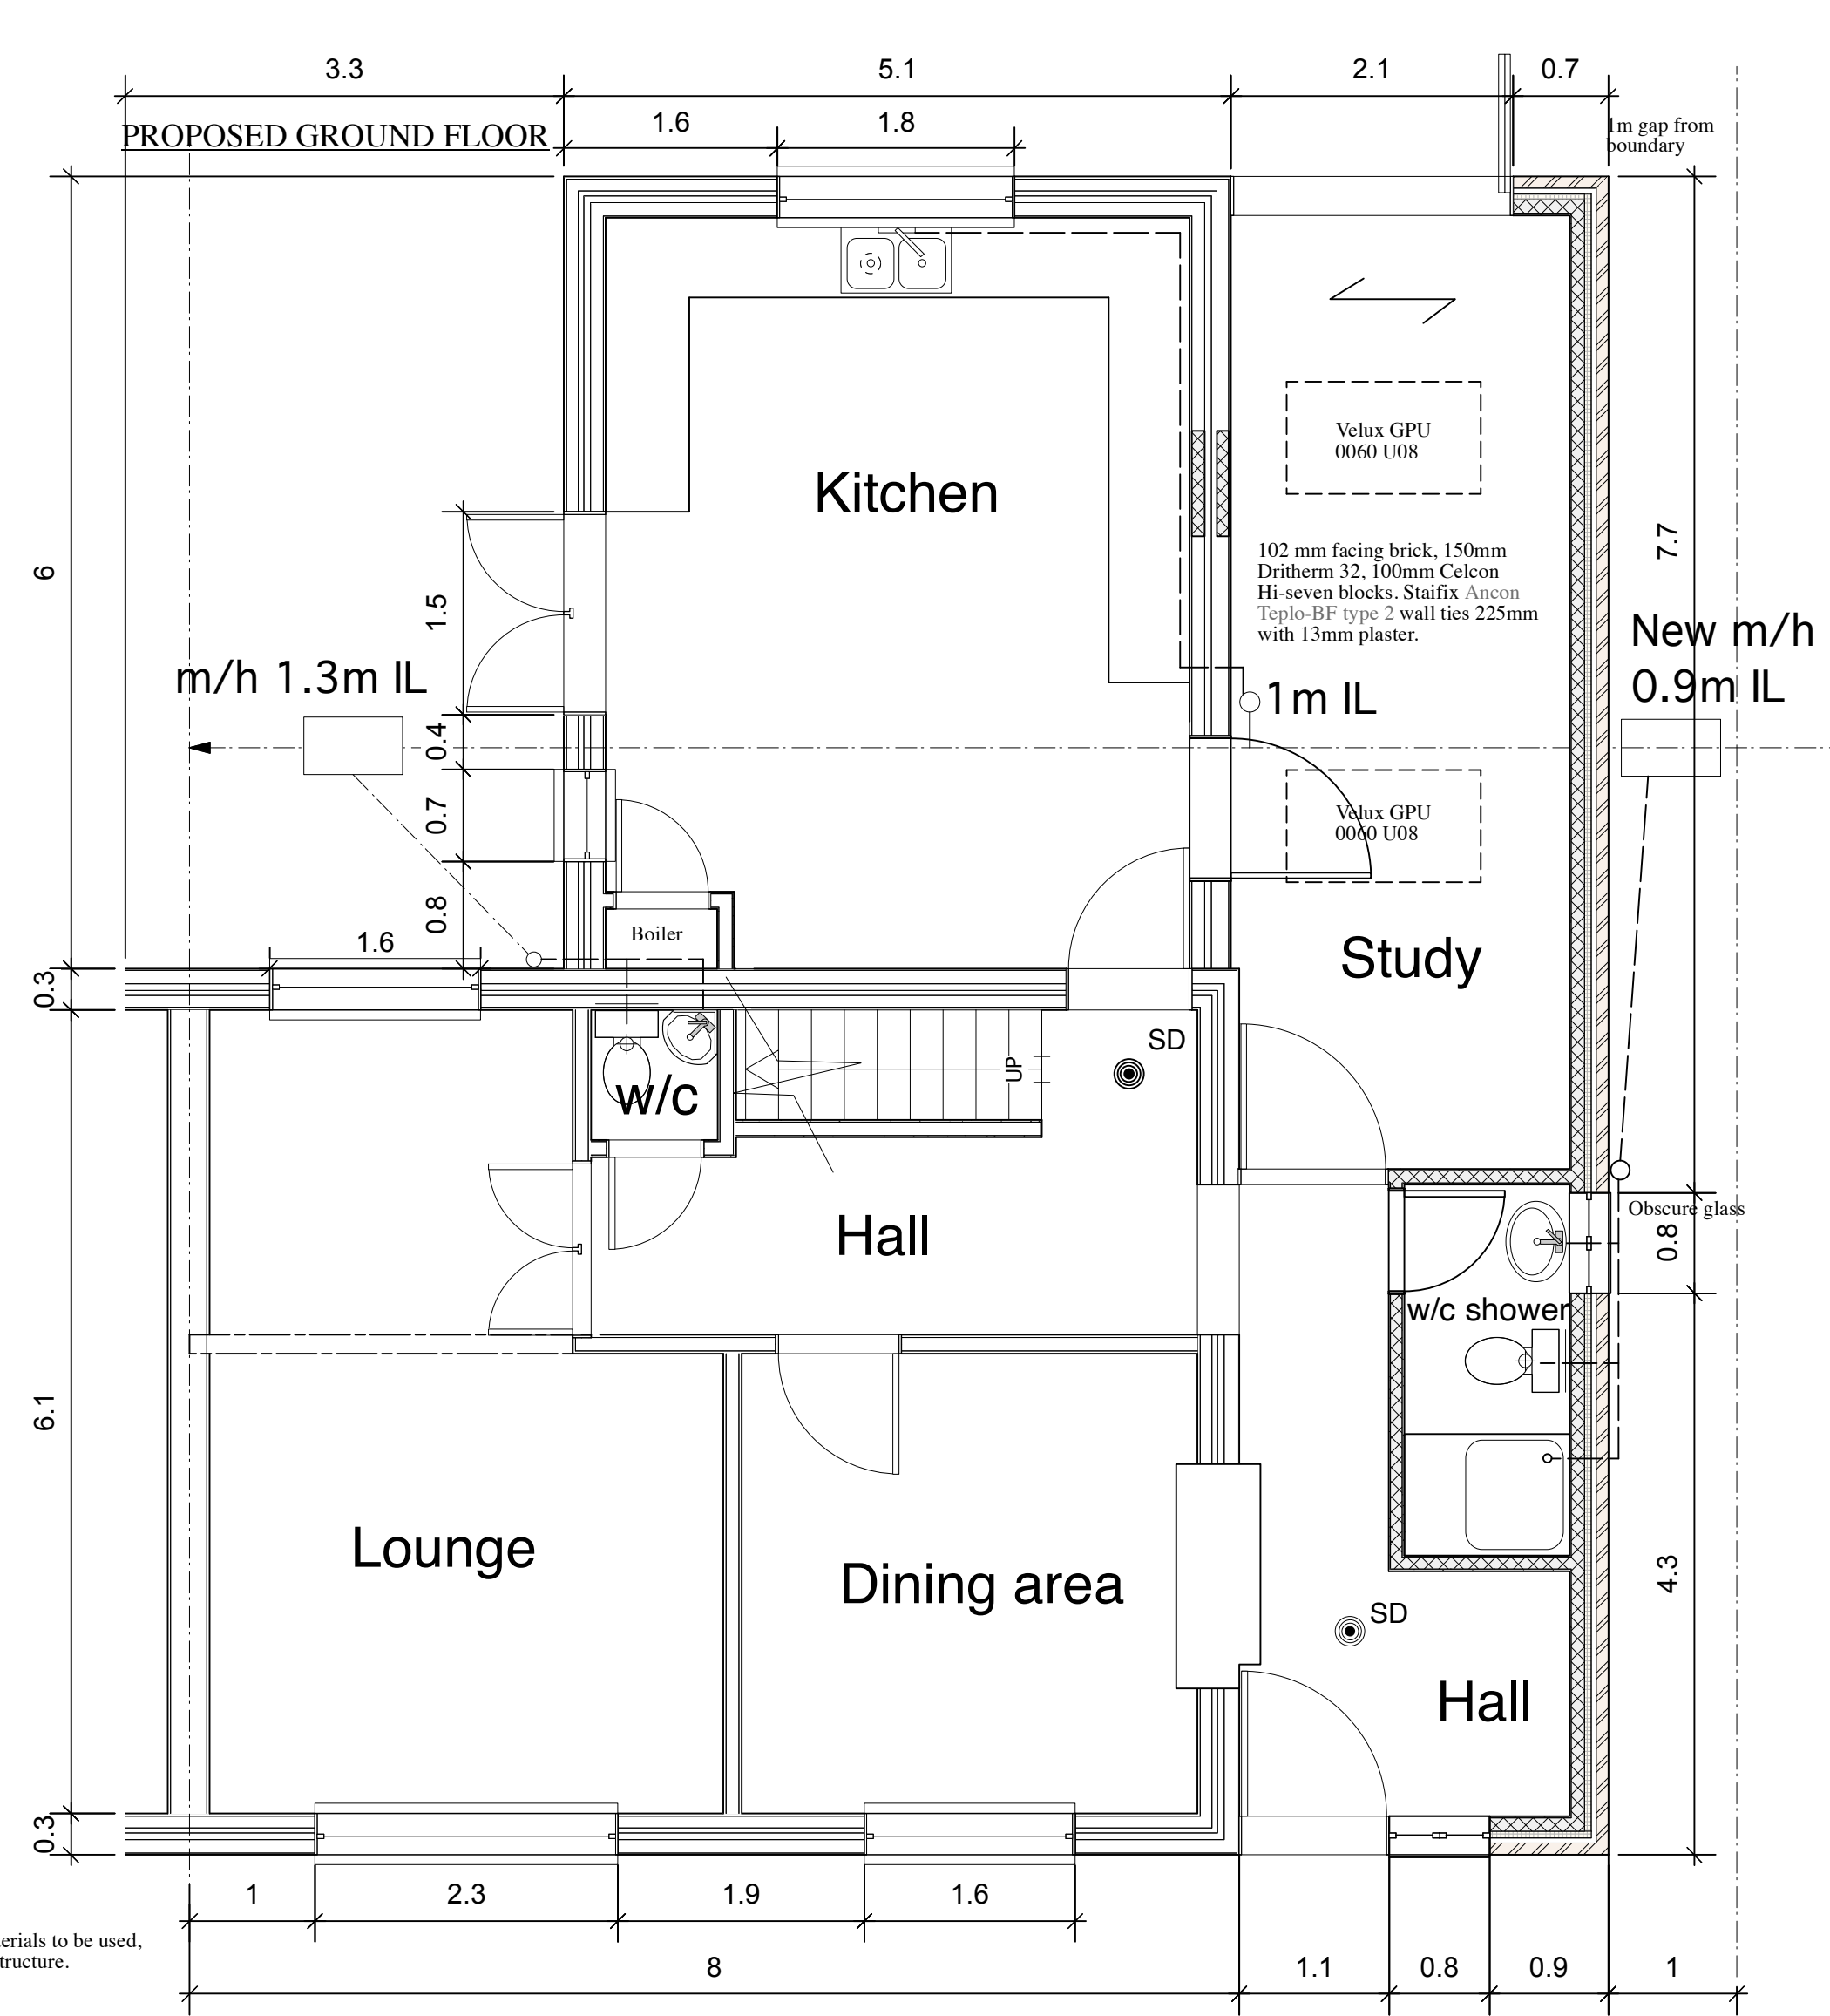 3.3
5.1
2.1
0.7
PROPOSED GROUND FLOOR
1.6
1.8
1m gap from
boundary
Velux GPU
0060 U08
Kitchen
6
7.7
102 mm facing brick, 150mm
Dritherm 32, 100mm Celcon
Hi-seven blocks. Staifix Ancon
Teplo-BF type 2 wall ties 225mm
with 13mm plaster.
1.5
New m/h
0.9m IL
m/h 1.3m IL
1m IL
0.4
0.7
Velux GPU
0060 U08
0.8
Boiler
1.6
Study
0.3
SD
UP
w/c
Obscure glass
0.8
Hall
w/c shower
6.1
Lounge
Dining area
4.3
SD
Hall
0.3
1
2.3
1.9
1.6
erials to be used,
tructure.
8
1.1
0.8
0.9
1